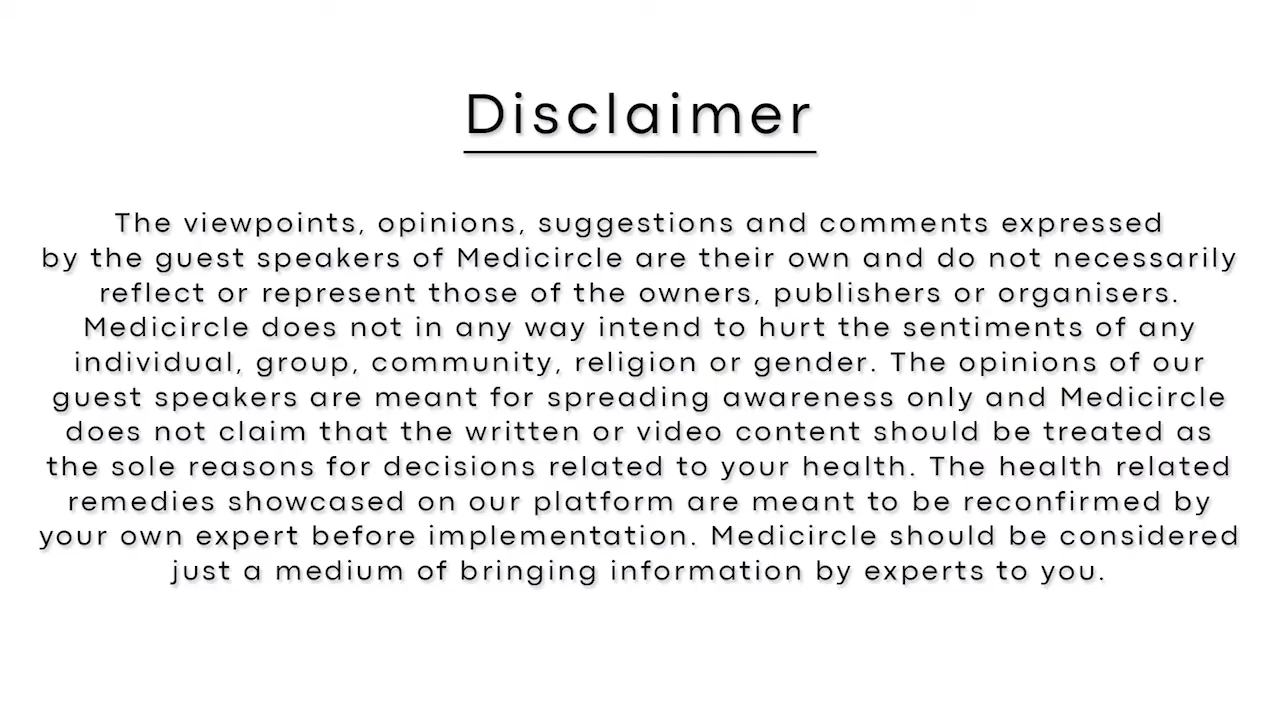 Disclaimer
The viewpoints, opinions, suggestions and comments expressed
by the guest speakers of Medicircle are their own and do not necessarily
reflect or represent those of the owners, publishers or organisers.
Medicircle does not in any way intend to hurt the sentiments of any
individual, group, community, religion or gender. The opinions of our
guest speakers are meant for spreading awareness only and Medicircle
does not claim that the written or video content should be treated as
the sole reasons for decisions related to your health. The health related
remedies showcased on our platform are meant to be reconfirmed by
your own expert before implementation. Medicircle should be considered
just a medium of bringing information by experts to you.